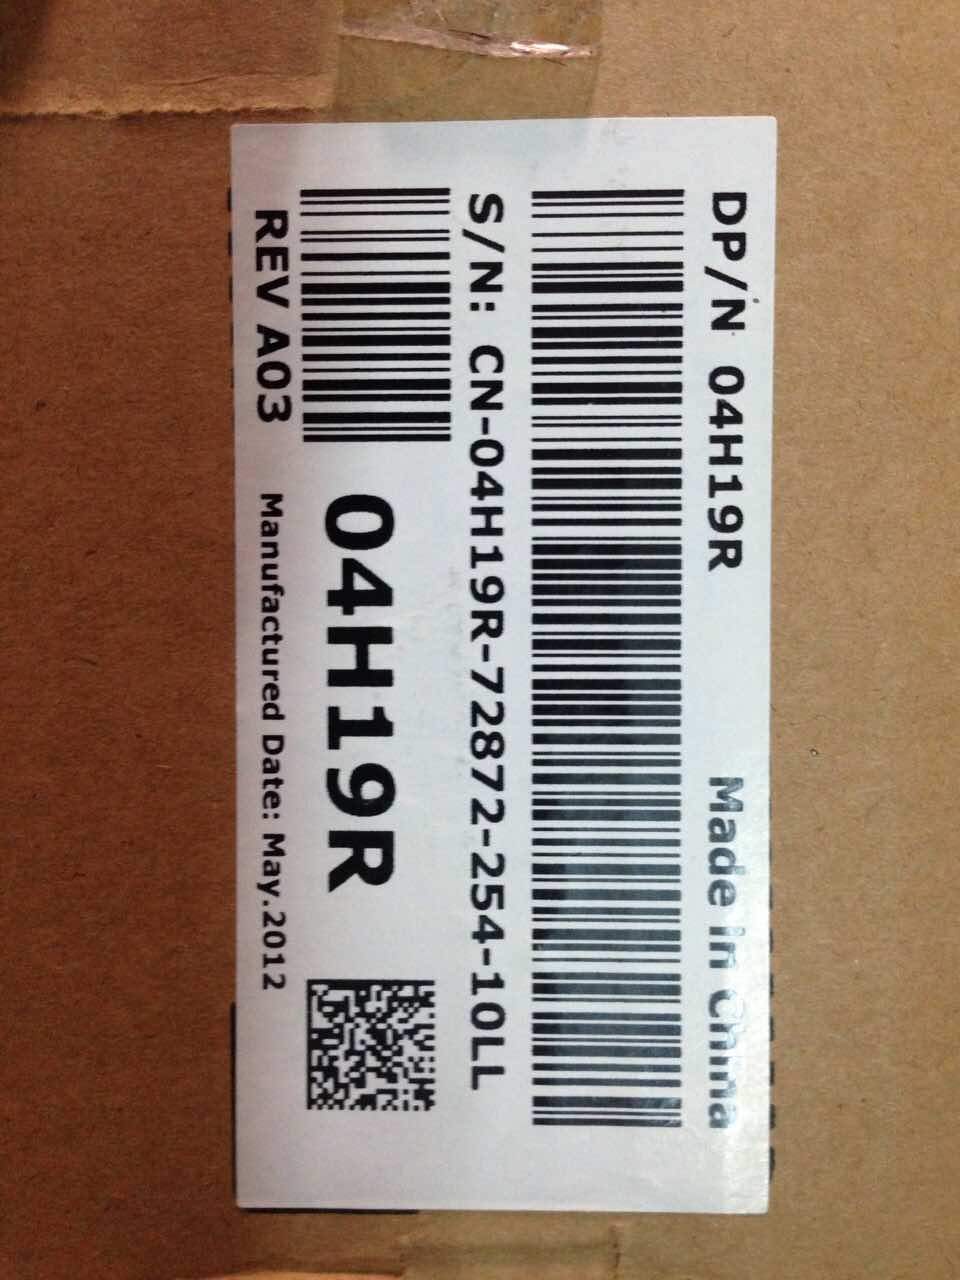 DP/N 04H19R Made in China
S/N: CN-04H19R-72872-254-10LL
04H19R
REV A03 Manufactured Date: May.2012